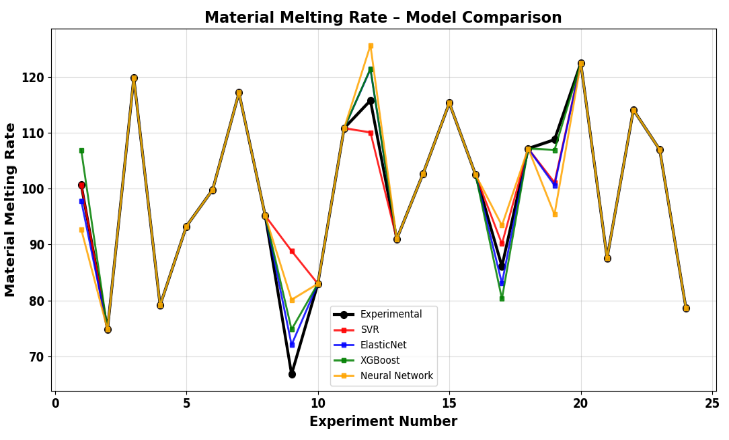 Material Melting Rate – Model Comparison
Material Melting Rate
120
110
100
90
80
70
0
5
10
15
20
25
Experiment Number
Experimental
SVR
ElasticNet
XGBoost
Neural Network